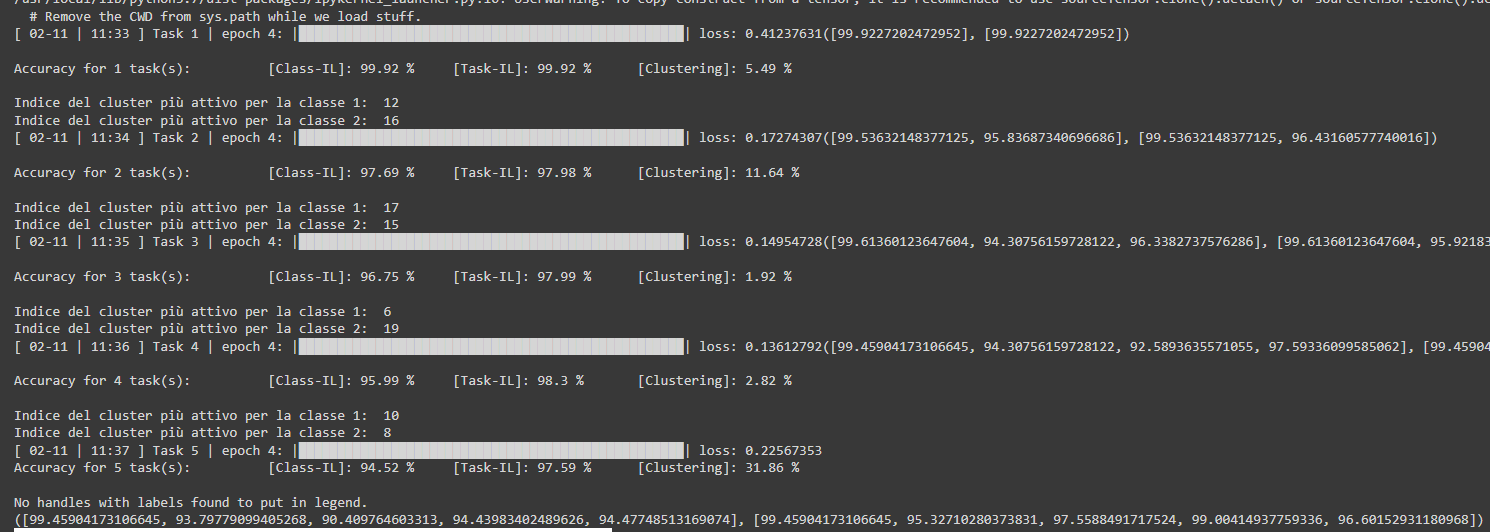 # Remove the CWD from sys.path while we load stuff.
[ 02-11 | 11:33 ] Task 1 | epoch 4: |██████████████████████████████████████████████████| loss: 0.41237631([99.9227202472952], [99.9227202472952])
Accuracy for 1 task(s): [Class-IL]: 99.92 % [Task-IL]: 99.92 % [Clustering]: 5.49 %
Indice del cluster più attivo per la classe 1: 12
Indice del cluster più attivo per la classe 2: 16
[ 02-11 | 11:34 ] Task 2 | epoch 4: |██████████████████████████████████████████████████| loss: 0.17274307([99.53632148377125, 95.83687340696686], [99.53632148377125, 96.43160577740016])
Accuracy for 2 task(s): [Class-IL]: 97.69 % [Task-IL]: 97.98 % [Clustering]: 11.64 %
Indice del cluster più attivo per la classe 1: 17
Indice del cluster più attivo per la classe 2: 15
[ 02-11 | 11:35 ] Task 3 | epoch 4: |██████████████████████████████████████████████████| loss: 0.14954728([99.61360123647604, 94.30756159728122, 96.3382737576286], [99.61360123647604, 95.92183
Accuracy for 3 task(s): [Class-IL]: 96.75 % [Task-IL]: 97.99 % [Clustering]: 1.92 %
Indice del cluster più attivo per la classe 1: 6
Indice del cluster più attivo per la classe 2: 19
[ 02-11 | 11:36 ] Task 4 | epoch 4: |██████████████████████████████████████████████████| loss: 0.13612792([99.45904173106645, 94.30756159728122, 92.5893635571055, 97.59336099585062], [99.45904
Accuracy for 4 task(s): [Class-IL]: 95.99 % [Task-IL]: 98.3 % [Clustering]: 2.82 %
Indice del cluster più attivo per la classe 1: 10
Indice del cluster più attivo per la classe 2: 8
[ 02-11 | 11:37 ] Task 5 | epoch 4: |██████████████████████████████████████████████████| loss: 0.22567353
Accuracy for 5 task(s): [Class-IL]: 94.52 % [Task-IL]: 97.59 % [Clustering]: 31.86 %
No handles with labels found to put in legend.
([99.45904173106645, 93.79779099405268, 90.409764603313, 94.43983402489626, 94.47748513169074], [99.45904173106645, 95.32710280373831, 97.5588491717524, 99.00414937759336, 96.60152931180968])